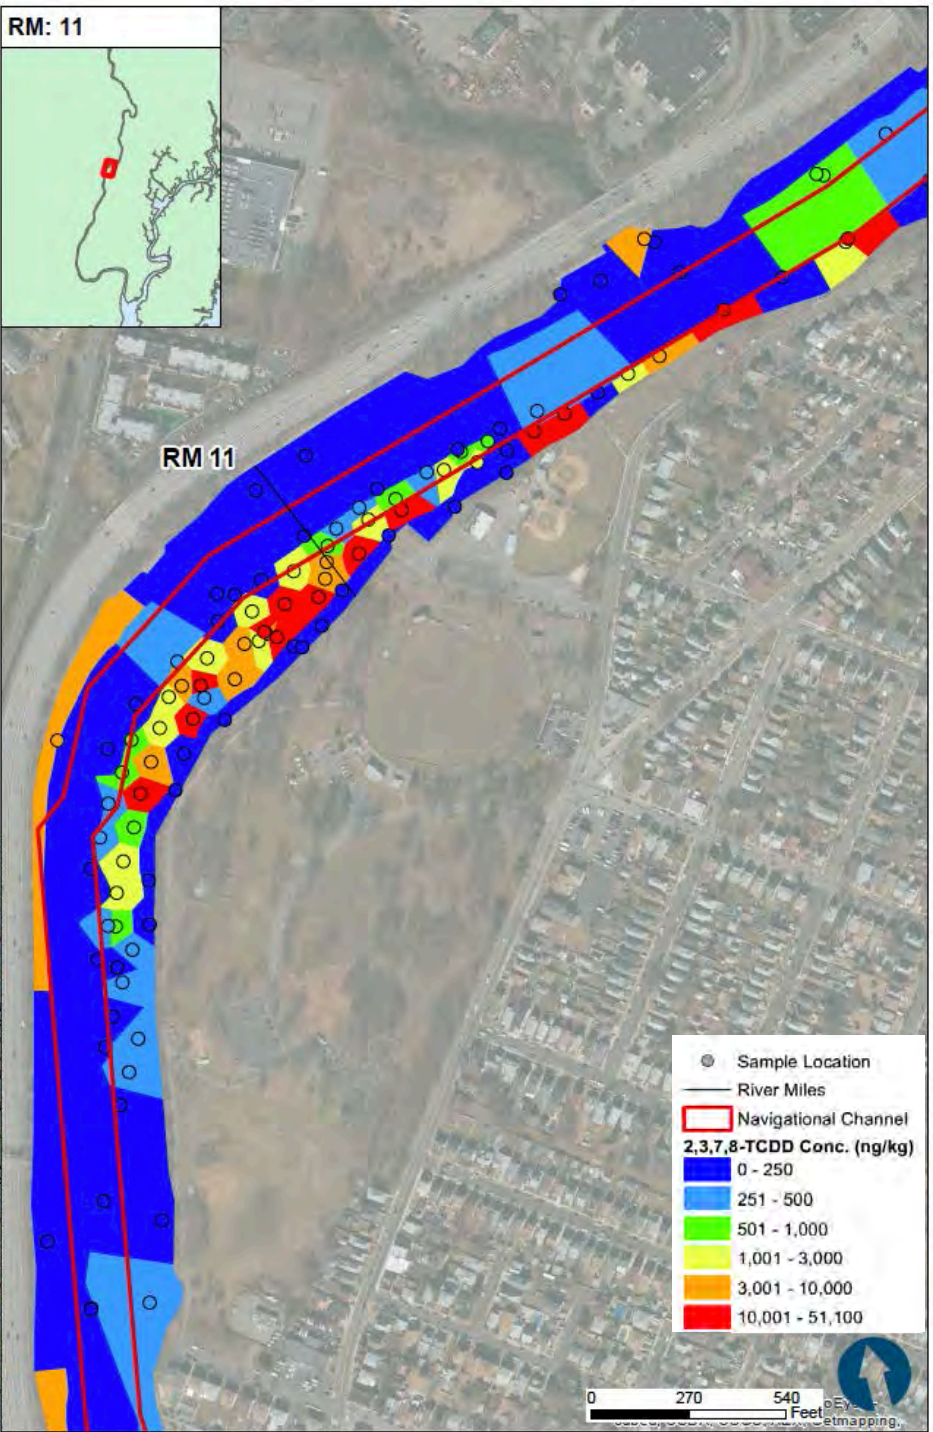 RM: 11
RM 11
Sample Location
River Miles
Navigational Channel
2,3,7,8-TCDD Conc. (ng/kg)
0 - 250
251 - 500
501 - 1,000
1,001 - 3,000
3,001 - 10,000
10,001 - 51,100
0 270 540
Feet
etmapping,